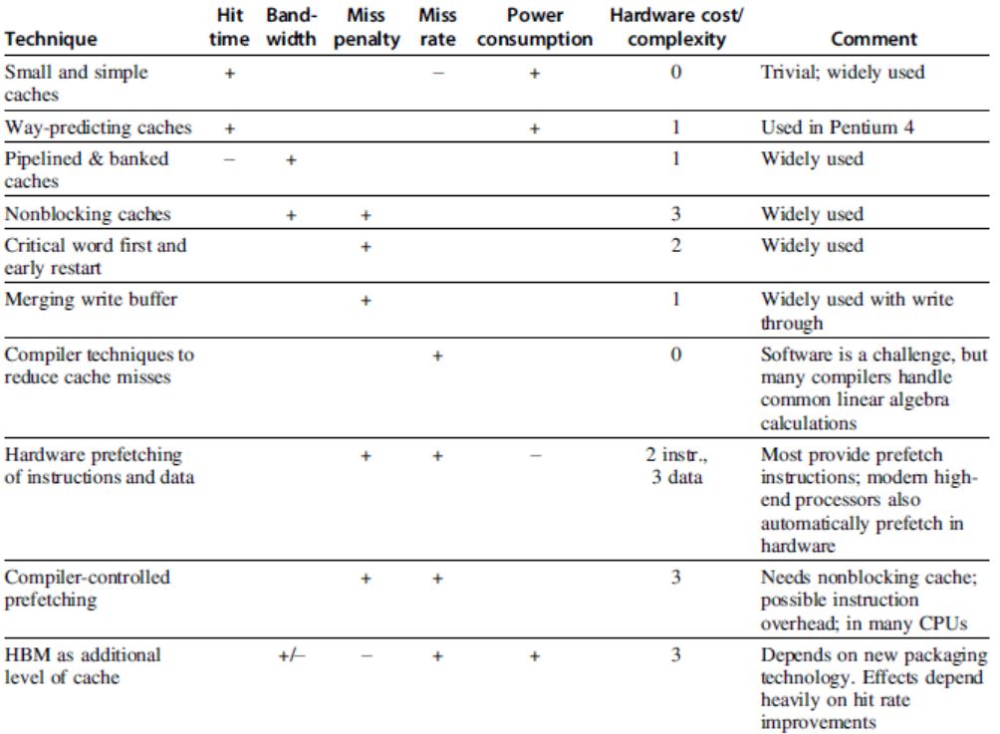 Hit Band- Miss Miss Power Hardware cost/
Technique time width penalty rate consumption complexity Comment
Small and simple + – + 0 Trivial; widely used
caches
Way-predicting caches + + 1 Used in Pentium 4
Pipelined & banked – + 1 Widely used
caches
Nonblocking caches + + 3 Widely used
Critical word first and + 2 Widely used
early restart
Merging write buffer + 1 Widely used with write
through
Compiler techniques to + 0 Software is a challenge, but
reduce cache misses many compilers handle
common linear algebra
calculations
Hardware prefetching + + – 2 instr., Most provide prefetch
of instructions and data 3 data instructions; modern high-
end processors also
automatically prefetch in
hardware
Compiler-controlled + + 3 Needs nonblocking cache;
prefetching possible instruction
overhead; in many CPUs
HBM as additional +/– – + + 3 Depends on new packaging
level of cache technology. Effects depend
heavily on hit rate
improvements